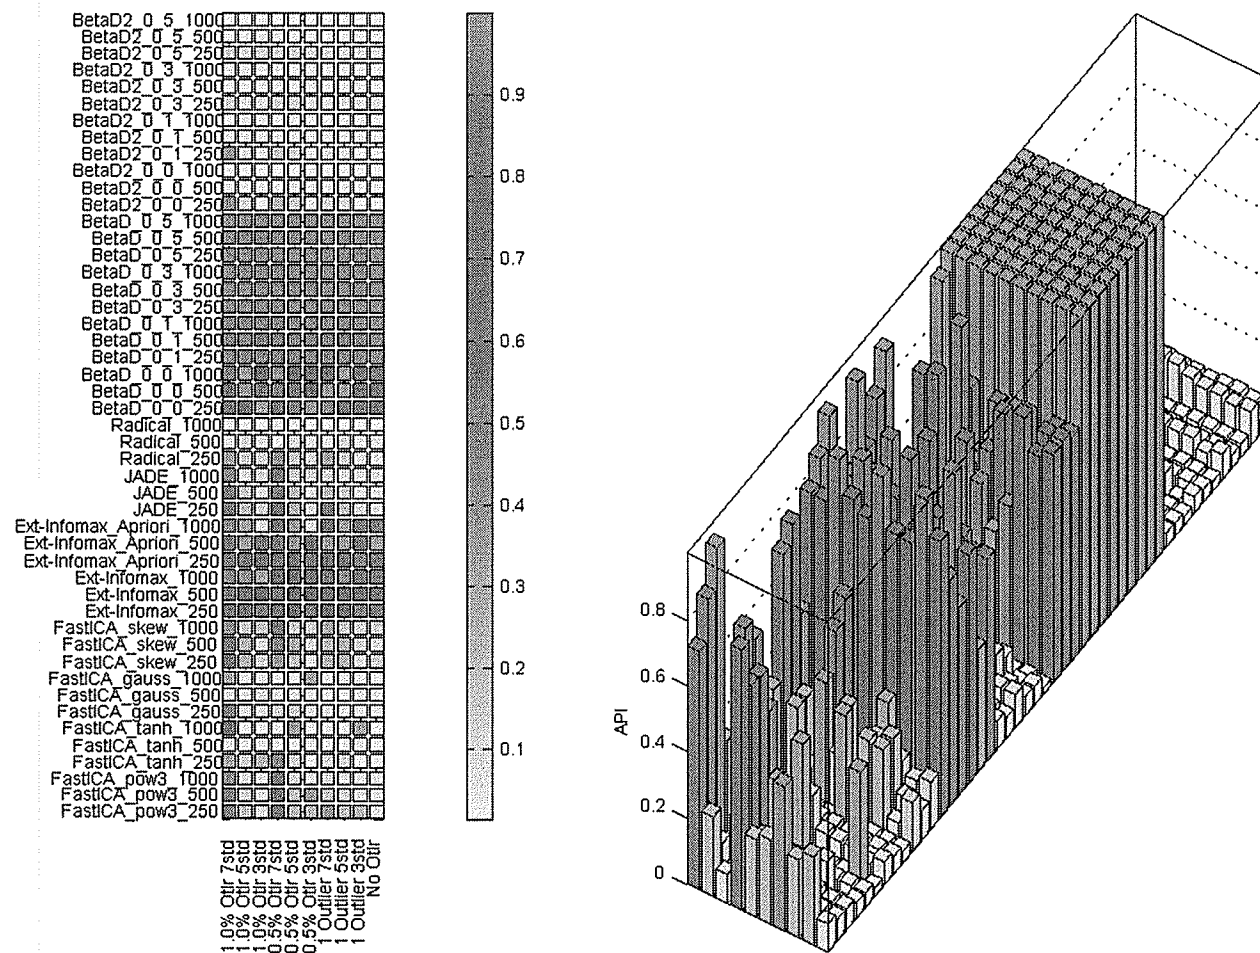 BetaD2_0_5_1000
BetaD2_0_5_500
BetaD2_0_5_250
BetaD2_0_3_1000
BetaD2_0_3_500
BetaD2_0_3_250
BetaD2_0_1_1000
BetaD2_0_1_500
BetaD2_0_1_250
BetaD2_0_0_1000
BetaD2_0_0_500
BetaD2_0_0_250
BetaD_0_5_1000
BetaD_0_5_500
BetaD_0_5_250
BetaD_0_3_1000
BetaD_0_3_500
BetaD_0_3_250
BetaD_0_1_1000
BetaD_0_1_500
BetaD_0_1_250
BetaD_0_0_1000
BetaD_0_0_500
BetaD_0_0_250
Radical_1000
Radical_500
Radical_250
JADE_1000
JADE_500
JADE_250
Ext-Infomax_Apriori_1000
Ext-Infomax_Apriori_500
Ext-Infomax_Apriori_250
Ext-Infomax_1000
Ext-Infomax_500
Ext-Infomax_250
FastICA_skew_1000
FastICA_skew_500
FastICA_skew_250
FastICA_gauss_1000
FastICA_gauss_500
FastICA_gauss_250
FastICA_tanh_1000
FastICA_tanh_500
FastICA_tanh_250
FastICA_pow3_1000
FastICA_pow3_500
FastICA_pow3_250
1.0% Otlr 7std
1.0% Otlr 5std
1.0% Otlr 3std
0.5% Otlr 7std
0.5% Otlr 5std
0.5% Otlr 3std
1 Outlier 7std
1 Outlier 5std
1 Outlier 3std
No Otlr
0.9
0.8
0.7
0.6
0.5
0.4
0.3
0.2
0.1
API
0.8
0.6
0.4
0.2
0